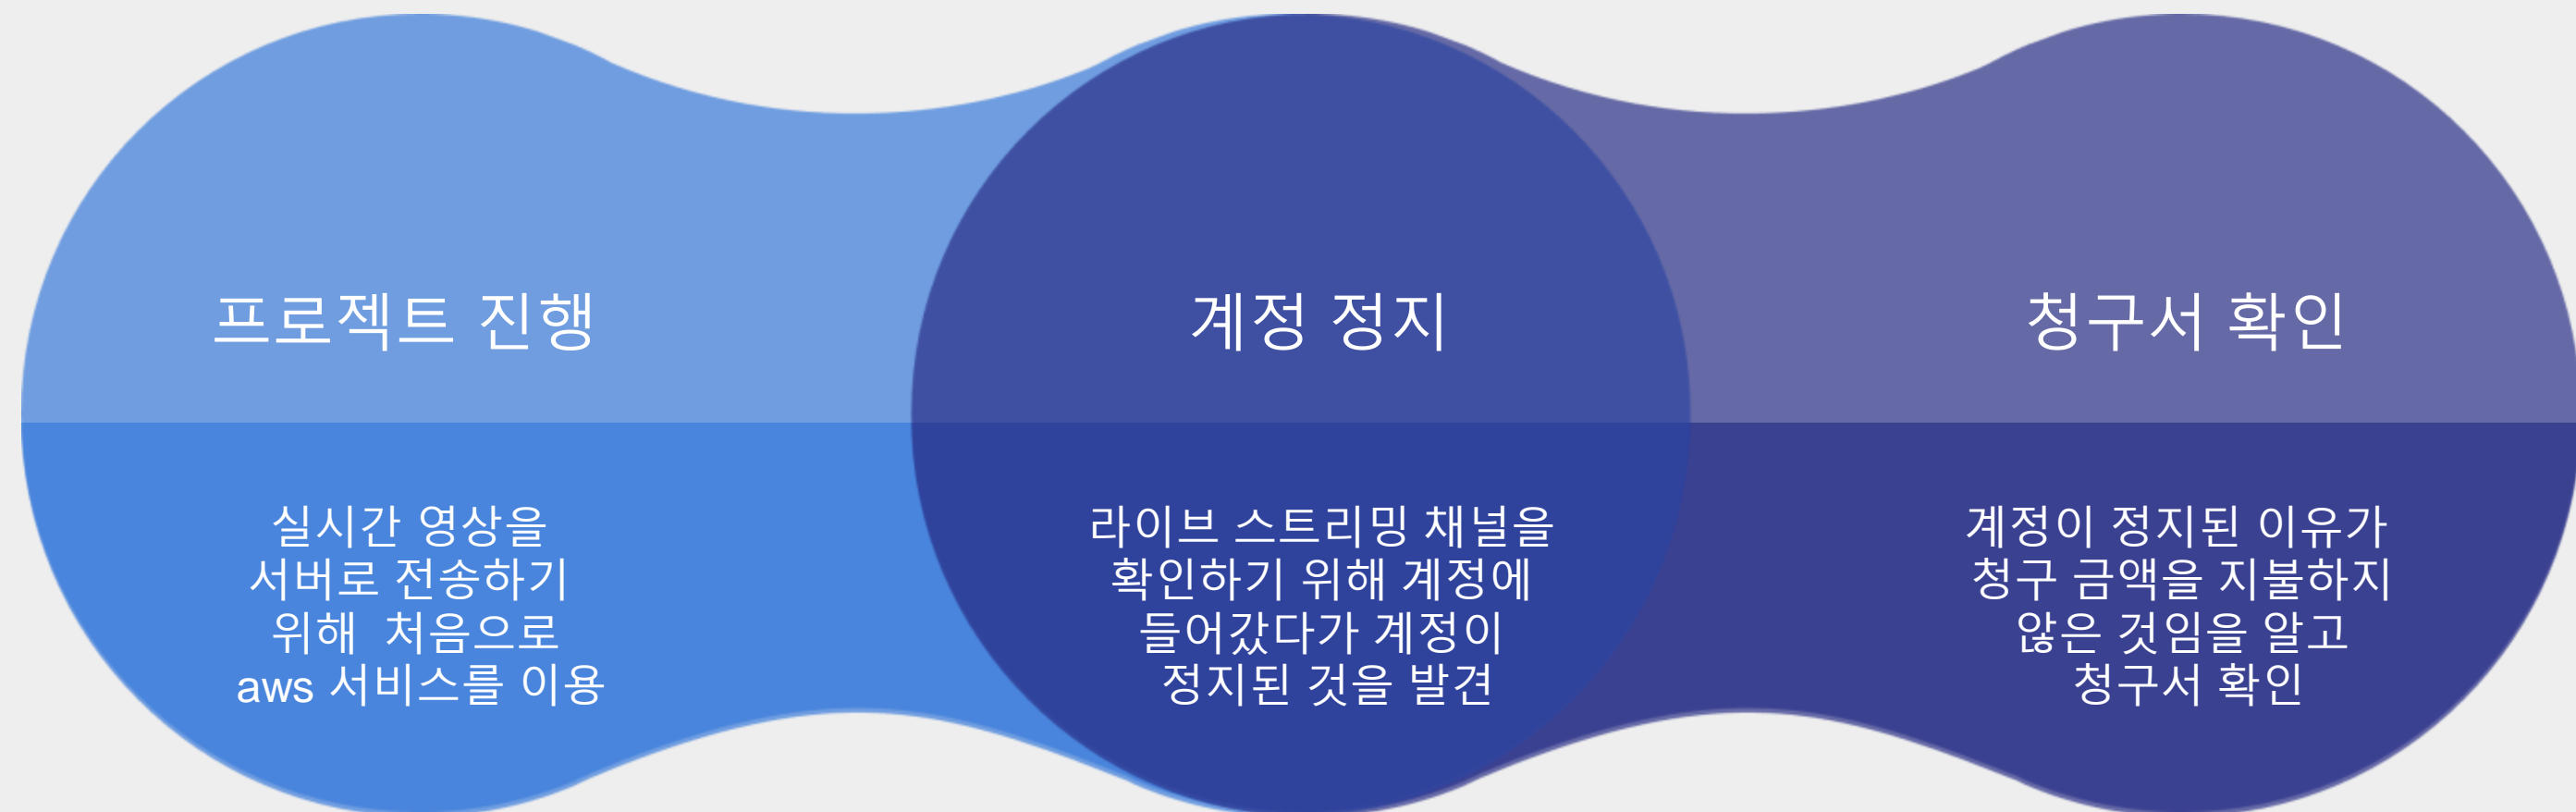 프로젝트 진행
실시간 영상을
서버로 전송하기
위해  처음으로
aws 서비스를 이용
계정 정지
라이브 스트리밍 채널을
확인하기 위해 계정에
들어갔다가 계정이
정지된 것을 발견
청구서 확인
계정이 정지된 이유가
청구 금액을 지불하지
않은 것임을 알고
청구서 확인